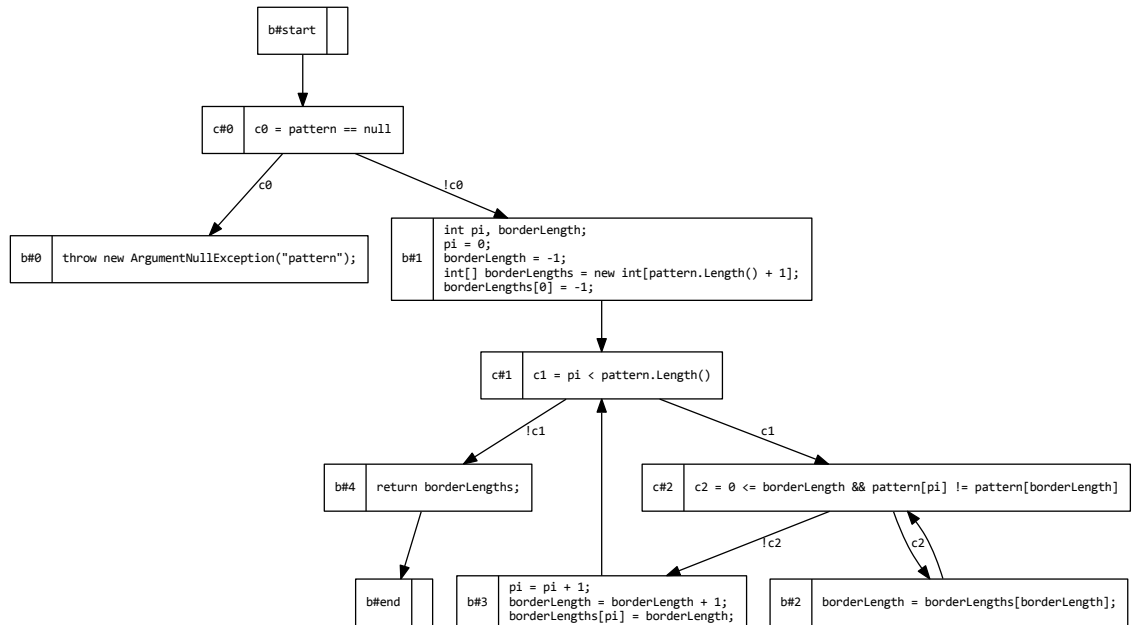 b#start
c#0 c0 = pattern == null
c0
!c0
b#0 throw new ArgumentNullException("pattern");
b#1
int pi, borderLength;
pi = 0;
borderLength = -1;
int[] borderLengths = new int[pattern.Length() + 1];
borderLengths[0] = -1;
c#1 c1 = pi < pattern.Length()
!c1
c1
b#4 return borderLengths;
c#2 c2 = 0 <= borderLength && pattern[pi] != pattern[borderLength]
!c2
c2
b#end
b#3
pi = pi + 1;
borderLength = borderLength + 1;
borderLengths[pi] = borderLength;
b#2 borderLength = borderLengths[borderLength];